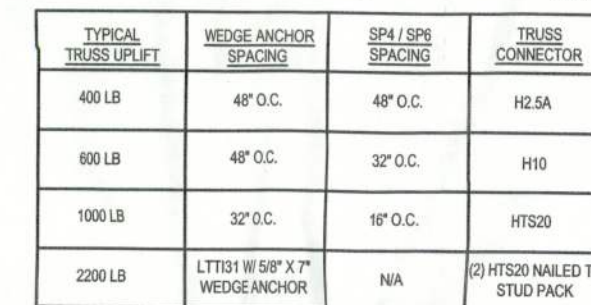 TYPICAL TRUSS UPLIFT	WEDGE ANCHOR SPACING	SP4 / SP6 SPACING	TRUSS CONNECTOR
400 LB	48" O.C.	48" O.C.	H2.5A
600 LB	48" O.C.	32" O.C.	H10
1000 LB	32" O.C.	16" O.C.	HTS20
2200 LB	LTTI31 W/ 5/8" X 7" WEDGE ANCHOR	N/A	(2) HTS20 NAILED T STUD PACK